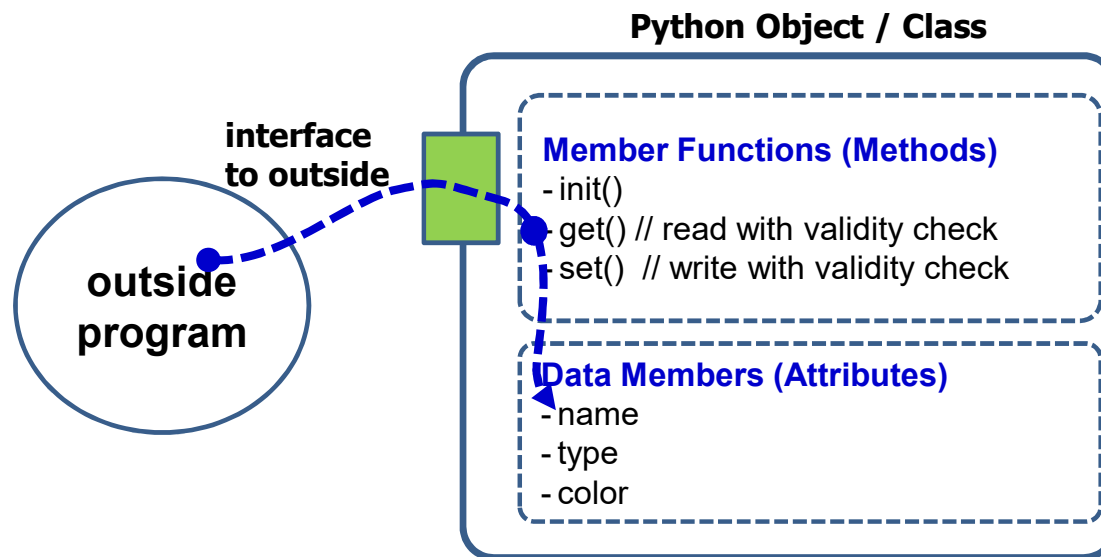 Python Object / Class
interface
to outside
outside
program
Member Functions (Methods)
- init()
- get() // read with validity check
- set() // write with validity check
Data Members (Attributes)
- name
- type
- color